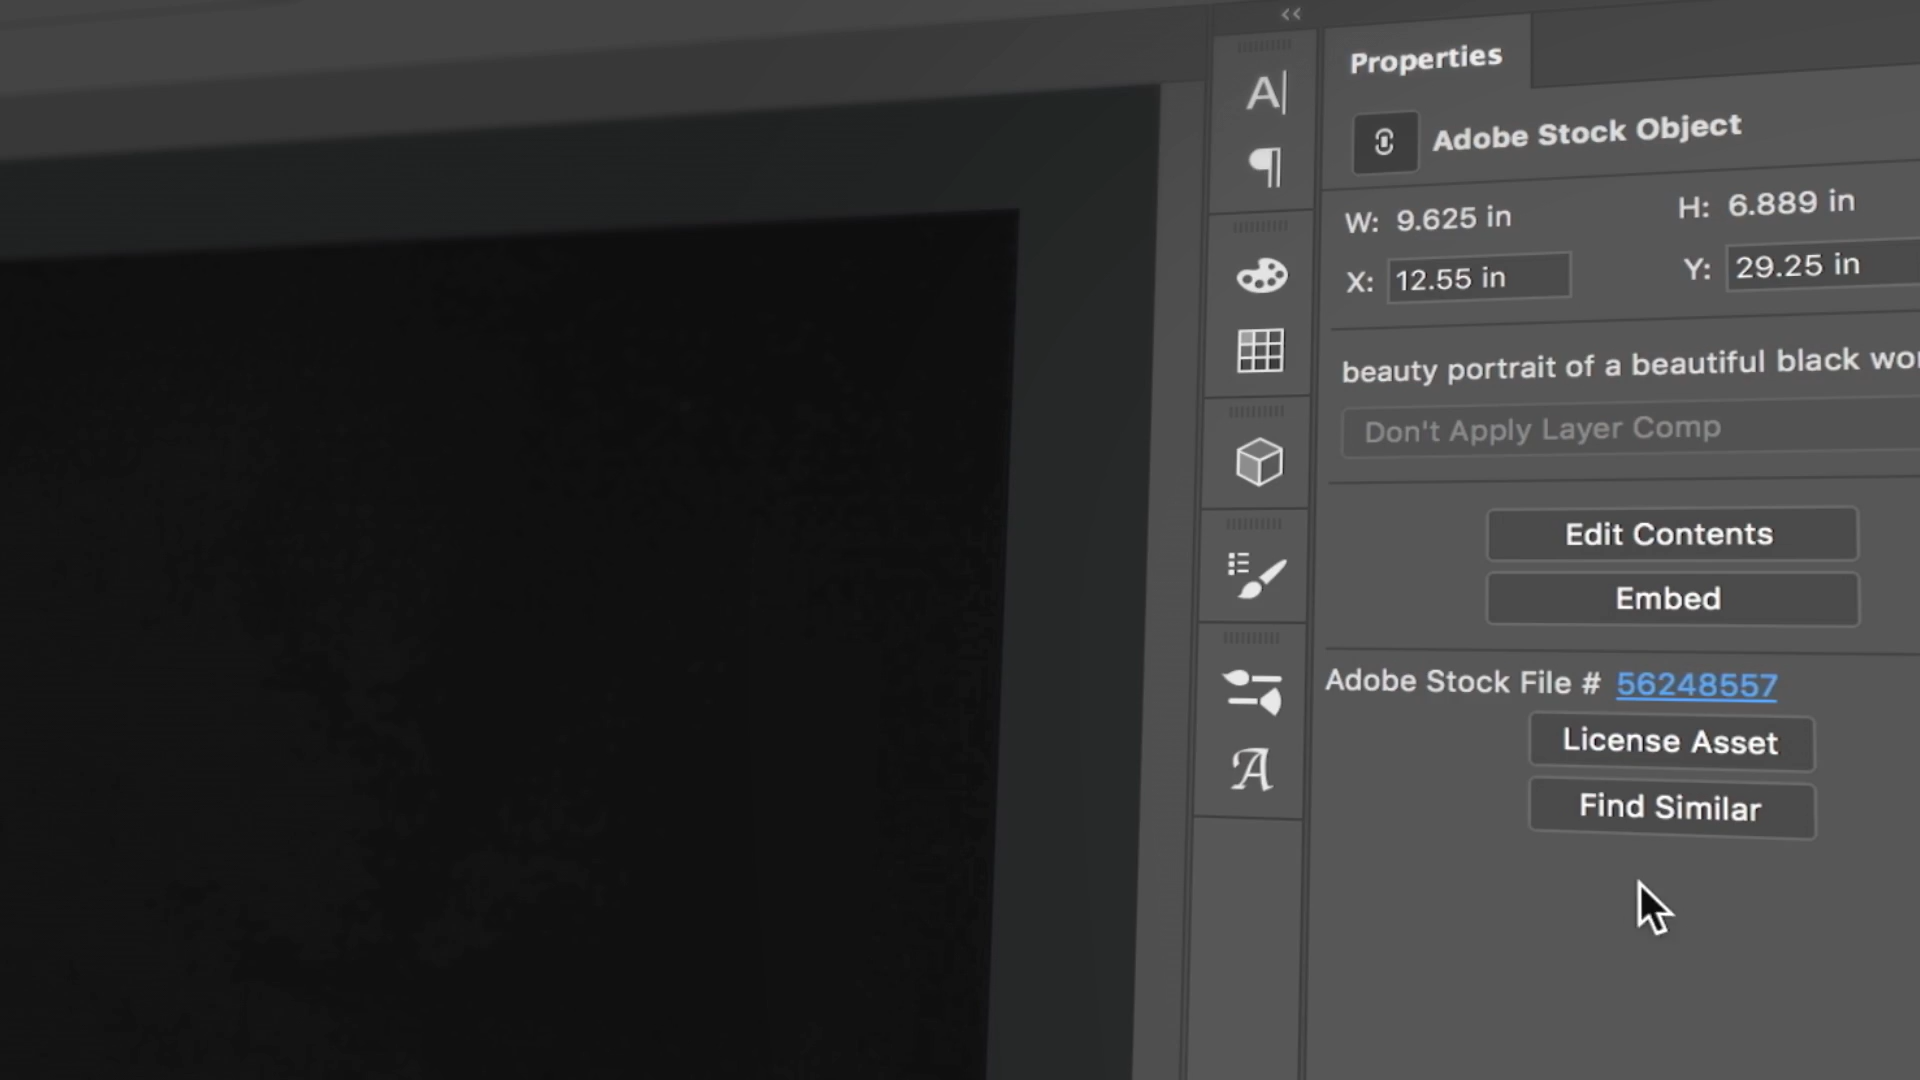 Properties
Adobe Stock Object
W: 9.625 in H: 6.889 in
X: 12.55 in Y: 29.25 in
beauty portrait of a beautiful black
Don't Apply Layer Comp
Edit Contents
Embed
Adobe Stock File # 56248557
License Asset
Find Similar